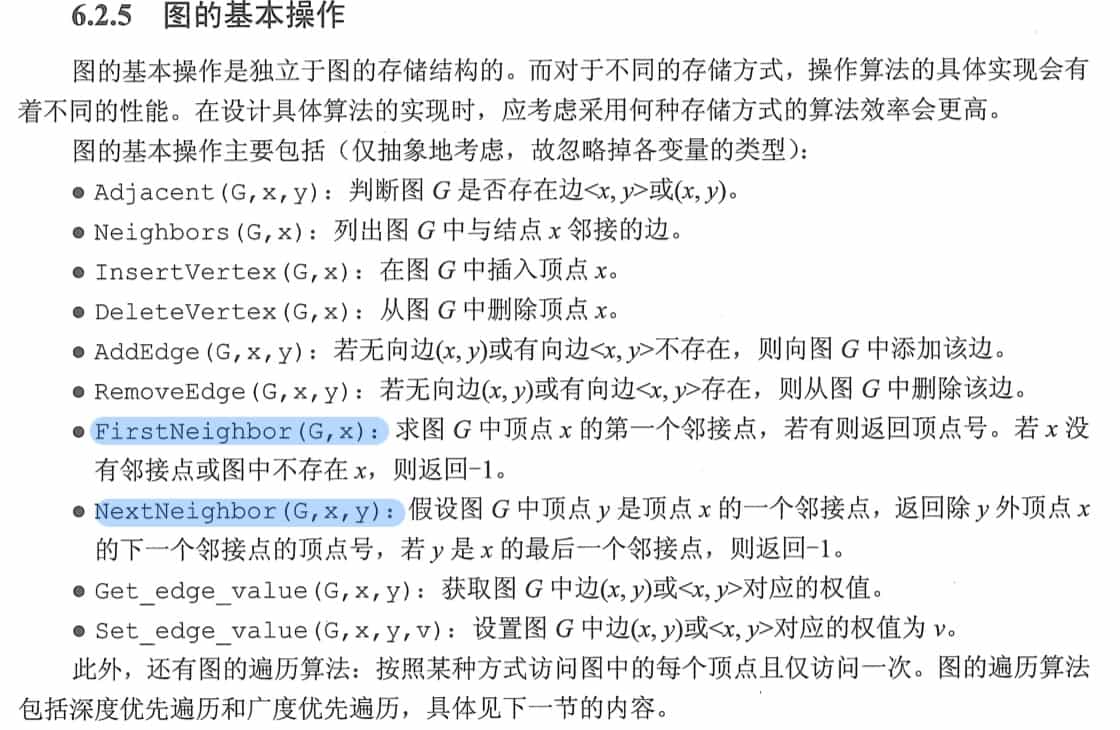 6.2.5 图的基本操作
图的基本操作是独立于图的存储结构的。而对于不同的存储方式，操作算法的具体实现会有
着不同的性能。在设计具体算法的实现时，应考虑采用何种存储方式的算法效率会更高。
图的基本操作主要包括（仅抽象地考虑，故忽略掉各变量的类型）：
● Adjacent(G,x,y)：判断图 G 是否存在边<x, y>或(x, y)。
● Neighbors(G,x)：列出图 G 中与结点 x 邻接的边。
● InsertVertex(G,x)：在图 G 中插入顶点 x。
● DeleteVertex(G,x)：从图 G 中删除顶点 x。
● AddEdge(G,x,y)：若无向边(x, y)或有向边<x, y>不存在，则向图 G 中添加该边。
● RemoveEdge(G,x,y)：若无向边(x, y)或有向边<x, y>存在，则从图 G 中删除该边。
● FirstNeighbor(G,x)：求图 G 中顶点 x 的第一个邻接点，若有则返回顶点号。若 x 没
有邻接点或图中不存在 x，则返回-1。
● NextNeighbor(G,x,y)：假设图 G 中顶点 y 是顶点 x 的一个邻接点，返回除 y 外顶点 x
的下一个邻接点的顶点号，若 y 是 x 的最后一个邻接点，则返回-1。
● Get_edge_value(G,x,y)：获取图 G 中边(x, y)或<x, y>对应的权值。
● Set_edge_value(G,x,y,v)：设置图 G 中边(x, y)或<x, y>对应的权值为 v。
此外，还有图的遍历算法：按照某种方式访问图中的每个顶点且仅访问一次。图的遍历算法
包括深度优先遍历和广度优先遍历，具体见下一节的内容。